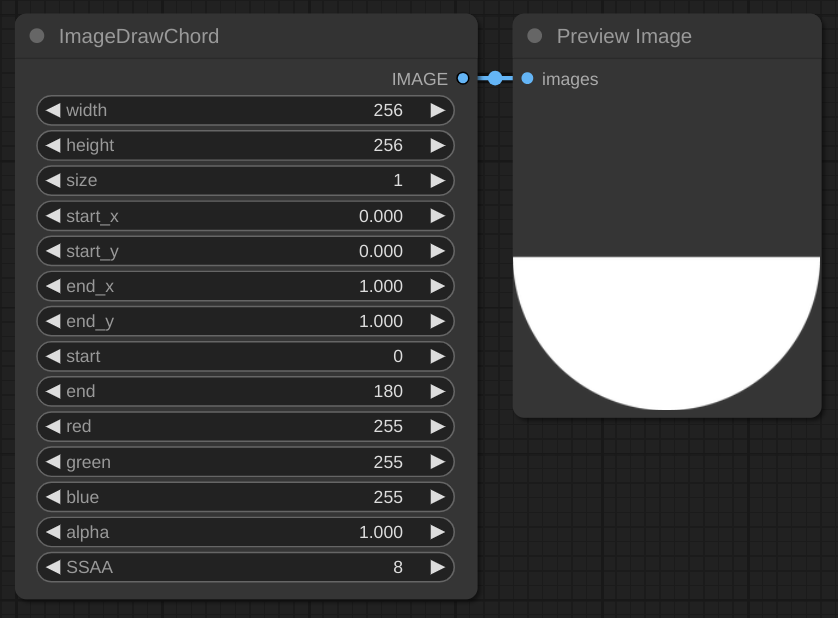 ImageDrawChord
IMAGE
width 256
height 256
size 1
start_x 0.000
start_y 0.000
end_x 1.000
end_y 1.000
start 0
end 180
red 255
green 255
blue 255
alpha 1.000
SSAA 8
Preview Image
images